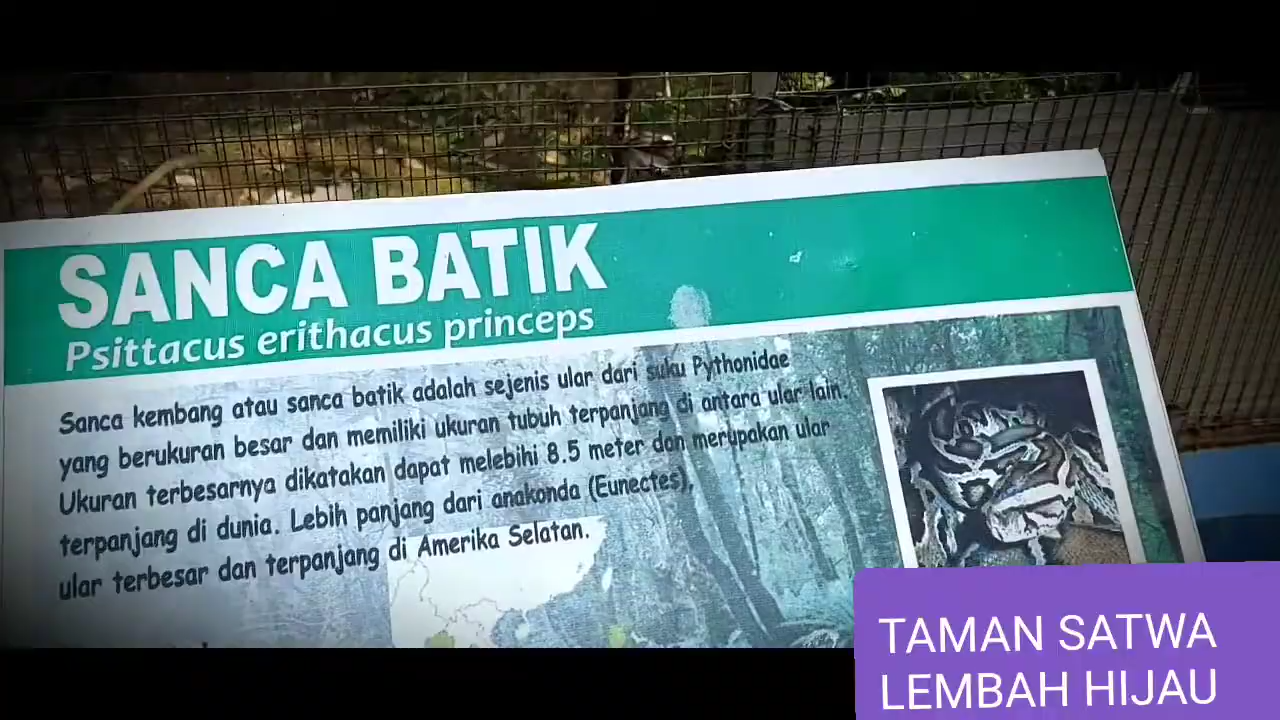 SANCA BATIK
Psittacus erithacus princeps
Sanca kembang atau sanca batik adalah sejenis ular dari suku Pythonidae
yang berukuran besar dan memiliki ukuran tubuh terpanjang di antara ular lain.
Ukuran terbesarnya dikatakan dapat melebihi 8.5 meter dan merupakan ular
terpanjang di dunia. Lebih panjang dari anakonda (Eunectes),
ular terbesar dan terpanjang di Amerika Selatan.
TAMAN SATWA
LEMBAH HIJAU